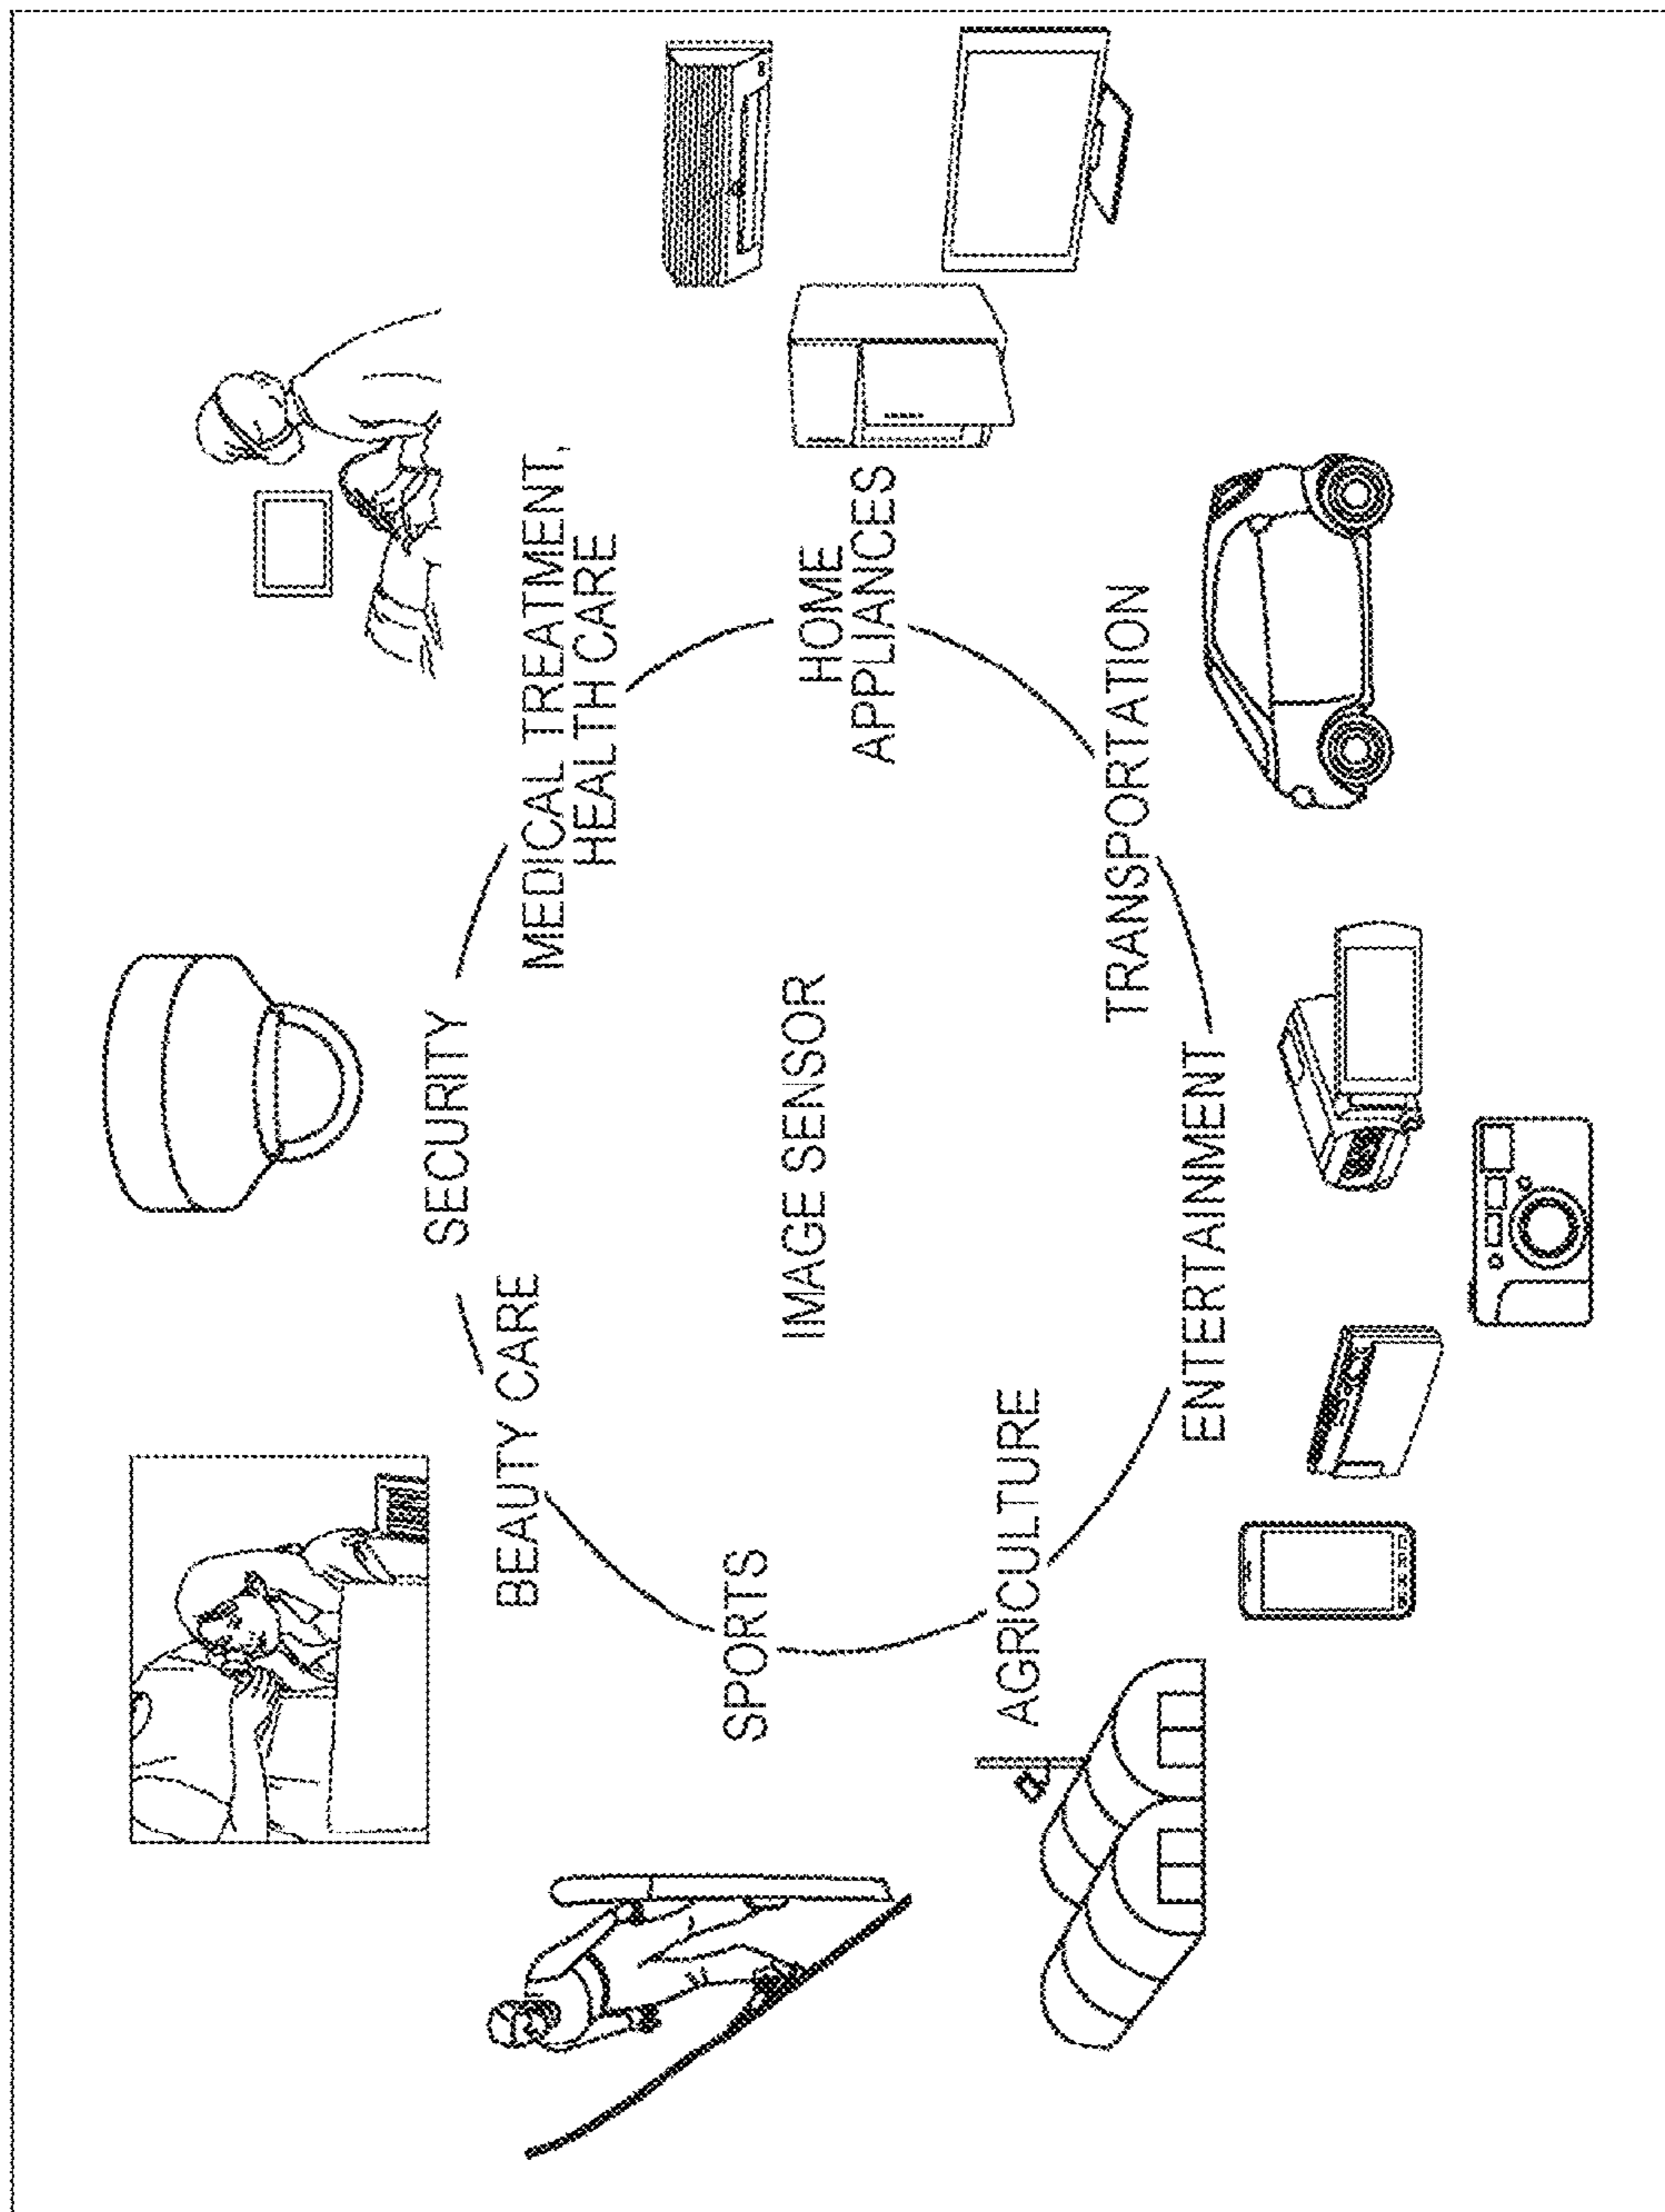 SECURITY
BEAUTY CARE
MEDICAL TREATMENT,
HEALTH CARE
SPORTS
IMAGE SENSOR
HOME
APPLIANCES
AGRICULTURE
TRANSPORTATION
ENTERTAINMENT